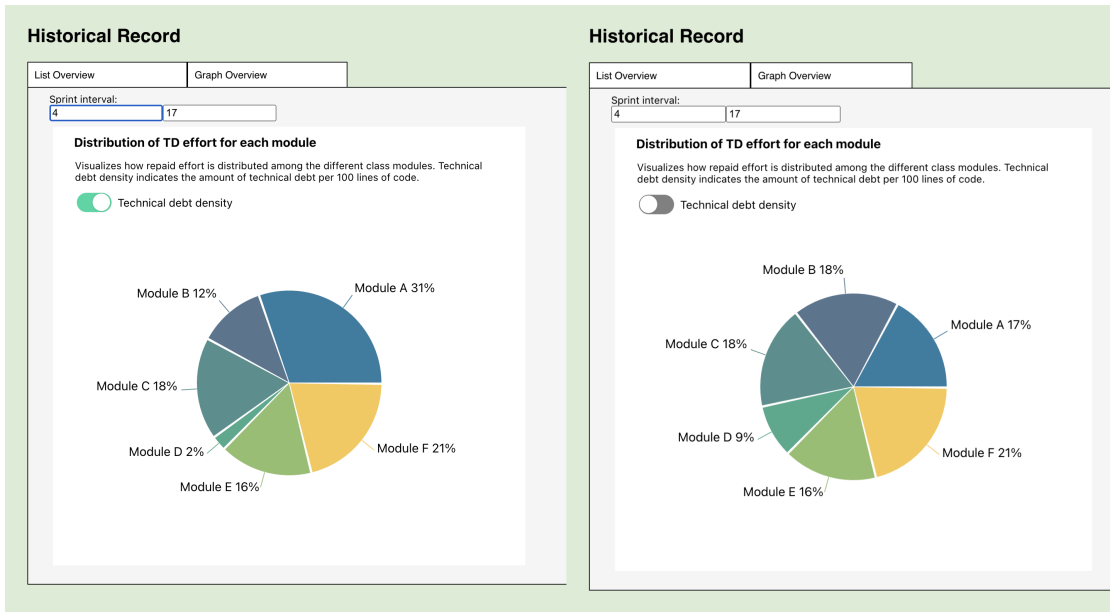 Historical Record
List Overview
Graph Overview
Sprint interval:
4
17
Distribution of TD effort for each module
Visualizes how repaid effort is distributed among the different class modules. Technical
debt density indicates the amount of technical debt per 100 lines of code.
Technical debt density
Module A 31%
Module B 12%
Module C 18%
Module D 2%
Module E 16%
Module F 21%
Historical Record
List Overview
Graph Overview
Sprint interval:
4
17
Distribution of TD effort for each module
Visualizes how repaid effort is distributed among the different class modules. Technical
debt density indicates the amount of technical debt per 100 lines of code.
Technical debt density
Module B 18%
Module A 17%
Module C 18%
Module D 9%
Module F 21%
Module E 16%